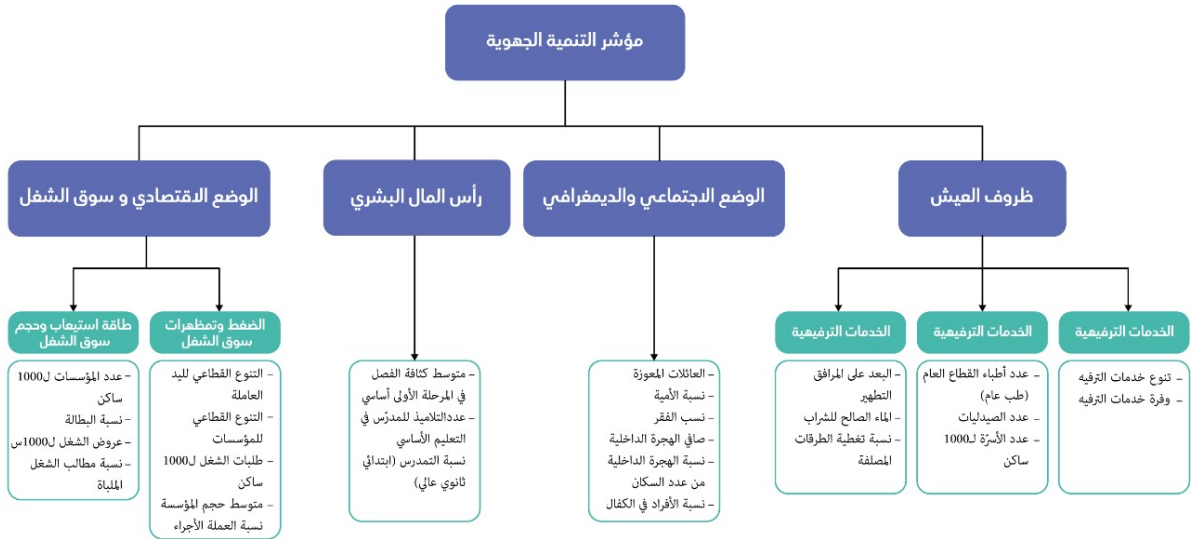 مؤشر التنمية الجهوية
ظروف العيش
الوضع الاجتماعي والديمغرافي
رأس المال البشري
الوضع الاقتصادي و سوق الشغل
الخدمات الترفيهية
– تنوع خدمات الترفيه
– وفرة خدمات الترفيه
الخدمات الترفيهية
– عدد أطباء القطاع العام
(طب عام)
– عدد الصيدليات
– عدد الأسرّة لـ1000
ساكن
الخدمات الترفيهية
– البعد على المرافق
التطهير
– الماء الصالح للشراب
– نسبة تغطية الطرقات
المصلفة
– العائلات المعوزة
– نسبة الأمية
– نسب الفقر
– صافي الهجرة الداخلية
– نسبة الهجرة الداخلية
من عدد السكان
– نسبة الأفراد في الكفال
– متوسط كثافة الفصل
في المرحلة الأولى أساسي
– عددالتلاميذ للمدرّس في
التعليم الأساسي
نسبة التمدرس (ابتدائي
ثانوي عالي)
الضغط وتمظهرات
سوق الشغل
– التنوع القطاعي لليد
العاملة
– التنوع القطاعي
للمؤسسات
– طلبات الشغل ل1000
ساكن
– متوسط حجم المؤسسة
نسبة العملة الأجراء
طاقة استيعاب وحجم
سوق الشغل
– عدد المؤسسات ل1000
ساكن
– نسبة البطالة
– عروض الشغل ل1000س
– نسبة مطالب الشغل
الملباة